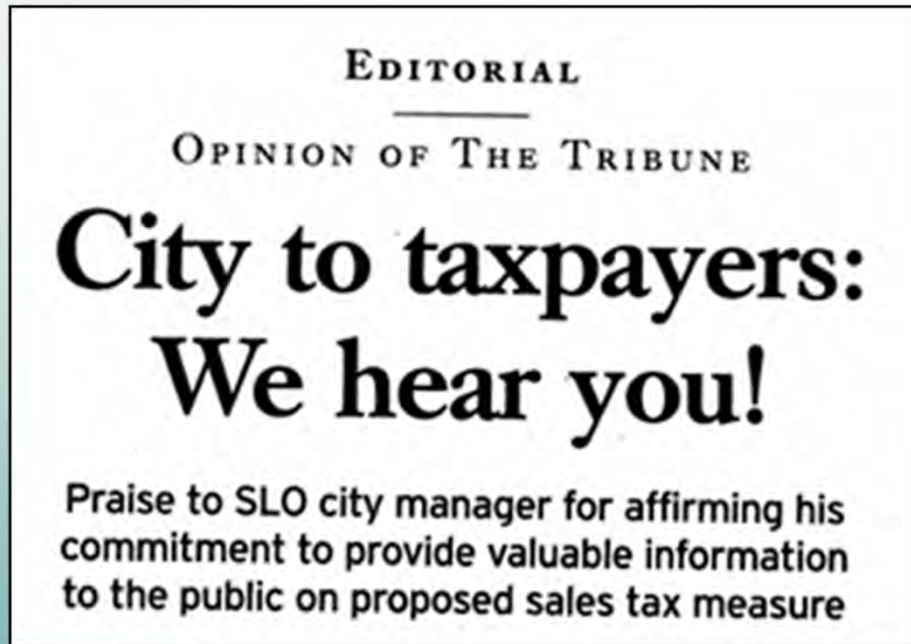 EDITORIAL
OPINION OF THE TRIBUNE
City to taxpayers:
We hear you!
Praise to SLO city manager for affirming his
commitment to provide valuable information
to the public on proposed sales tax measure